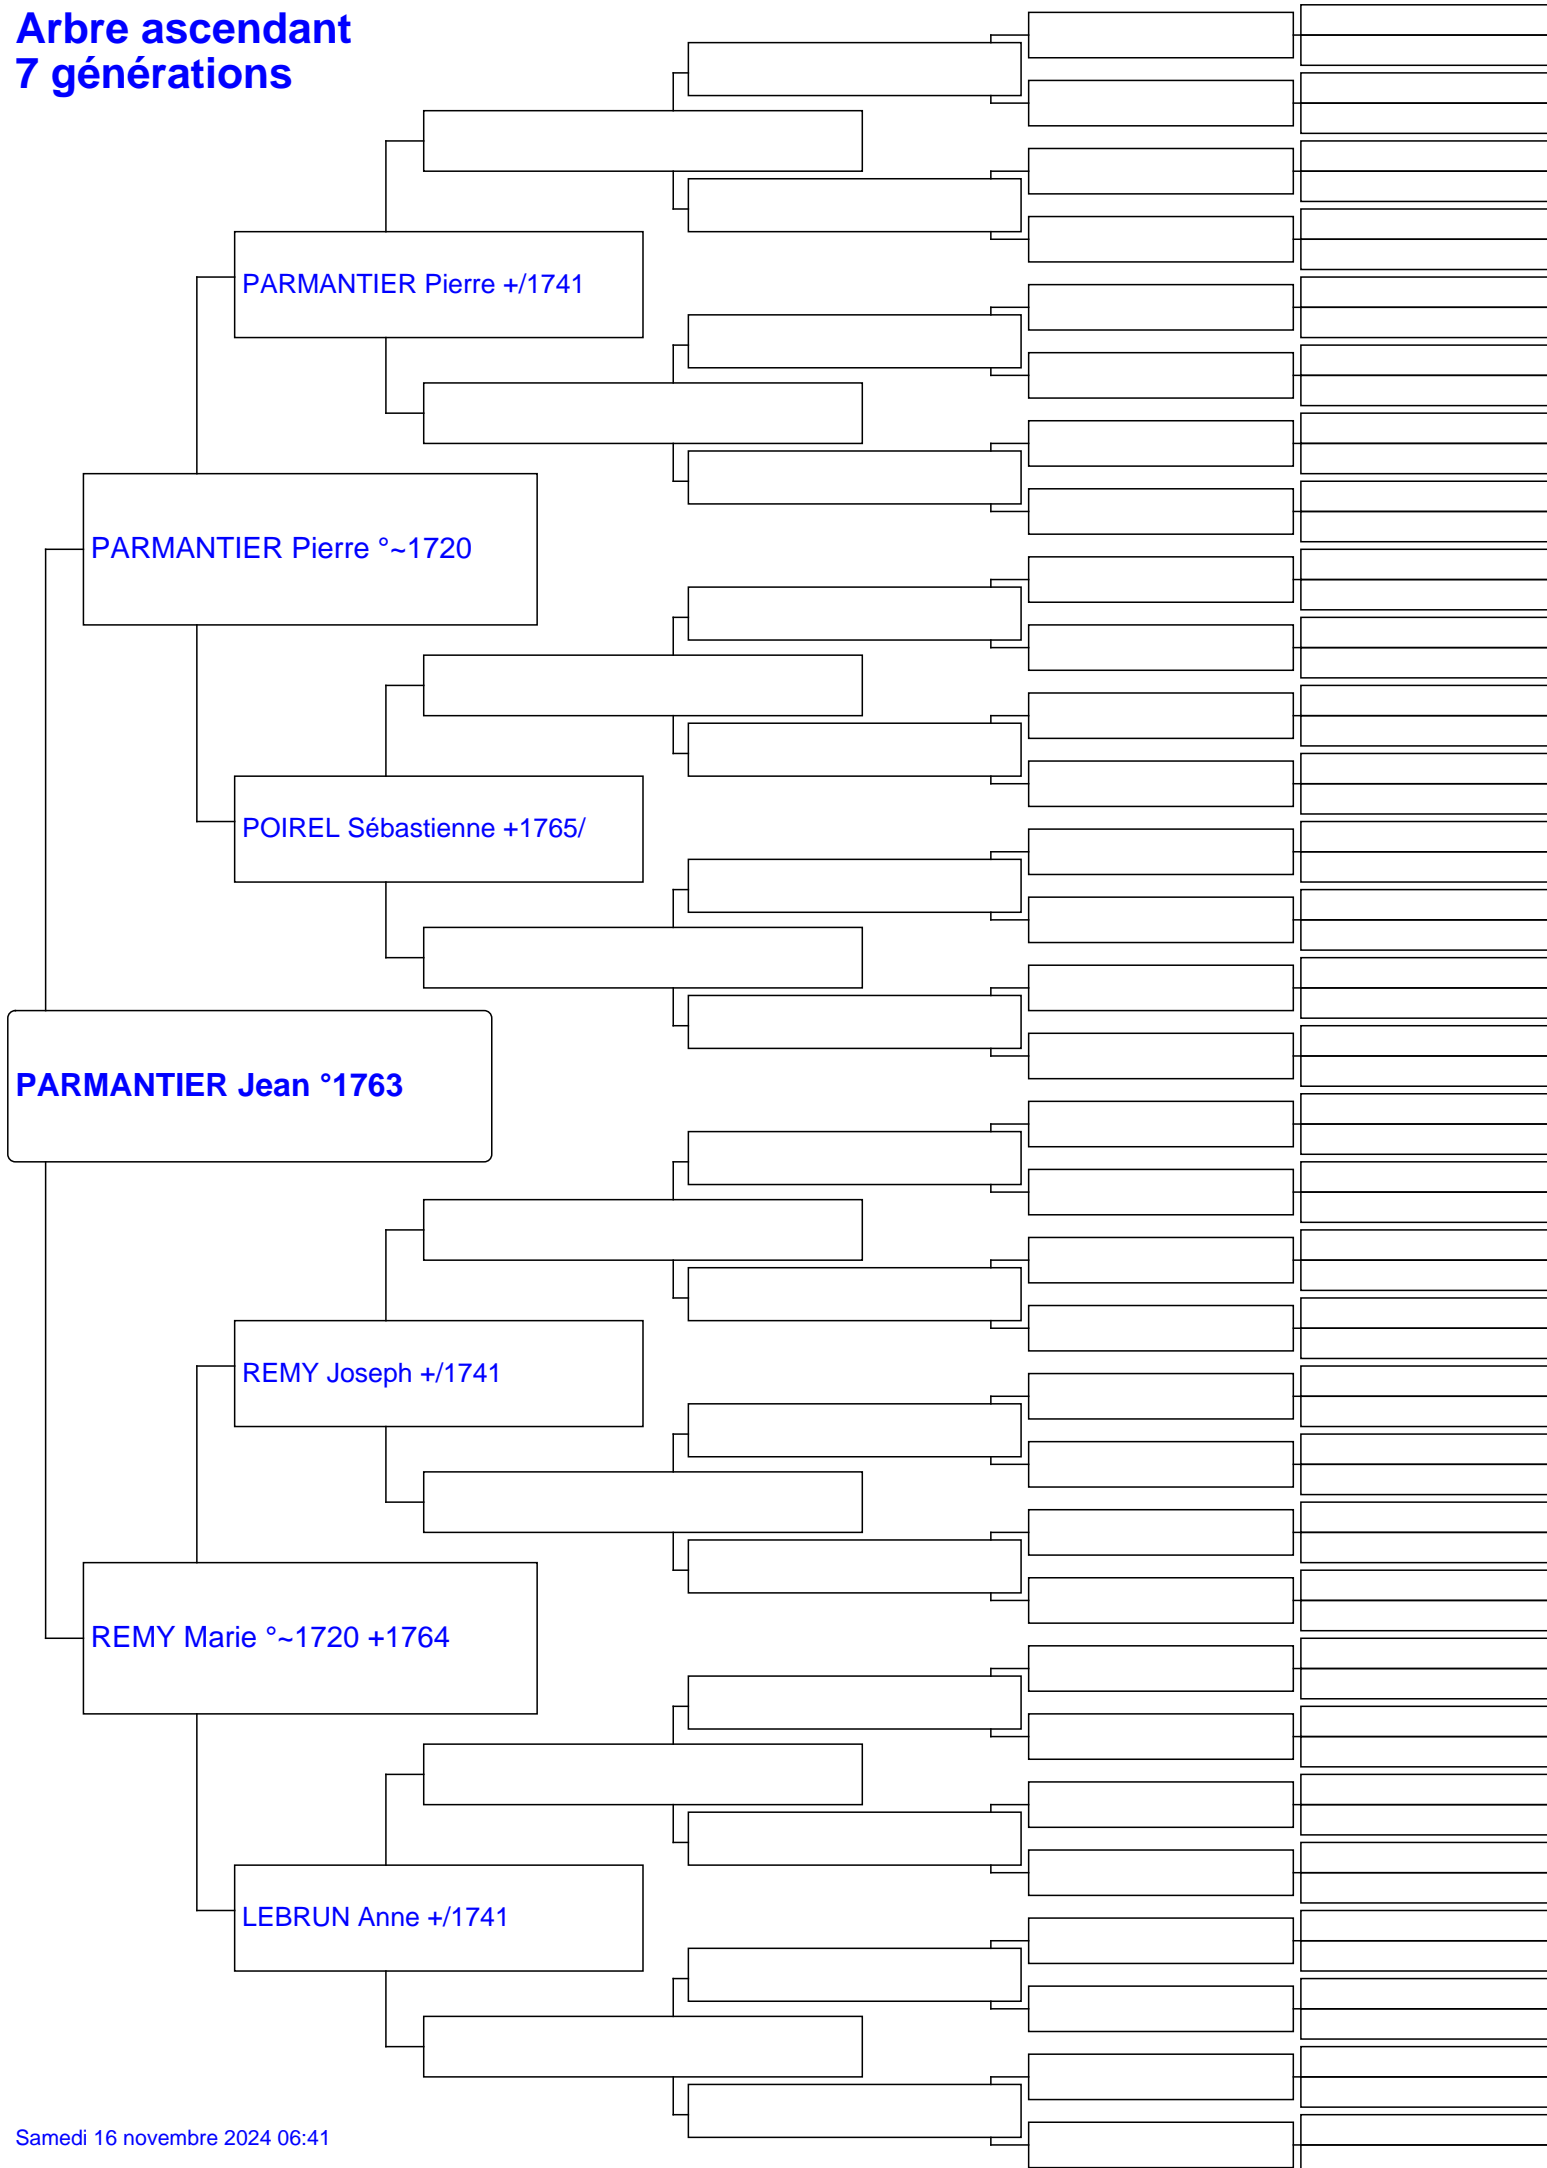 Arbre ascendant
7 générations
PARMANTIER Pierre +/1741
PARMANTIER Pierre °~1720
POIREL Sébastienne +1765/
PARMANTIER Jean °1763
REMY Joseph +/1741
REMY Marie °~1720 +1764
LEBRUN Anne +/1741
Samedi 16 novembre 2024 06:41